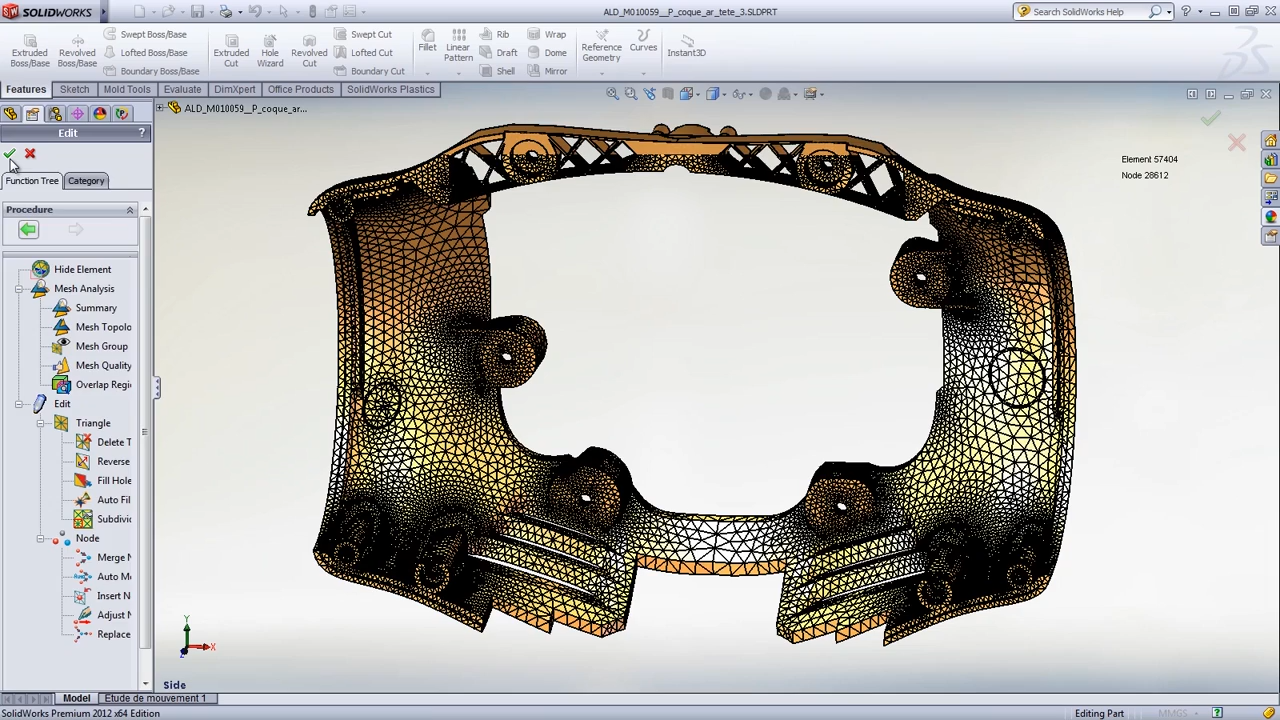 SOLIDWORKS
ALD_M010059__P_coque_ar_tete_3.SLDPRT
Search SolidWorks Help
Extruded Boss/Base
Revolved Boss/Base
Swept Boss/Base
Lofted Boss/Base
Boundary Boss/Base
Extruded Cut
Hole Wizard
Revolved Cut
Swept Cut
Lofted Cut
Boundary Cut
Fillet
Linear Pattern
Rib
Draft
Shell
Wrap
Dome
Mirror
Reference Geometry
Curves
Instant3D
Features
Sketch
Mold Tools
Evaluate
DimXpert
Office Products
SolidWorks Plastics
ALD_M010059__P_coque_ar...
Edit
?
Function Tree
Category
Procedure
Hide Element
Mesh Analysis
Summary
Mesh Topolo
Mesh Group
Mesh Quality
Overlap Regi
Edit
Triangle
Delete T
Reverse
Fill Hole
Auto Fil
Subdivid
Node
Merge N
Auto M
Insert N
Adjust N
Replace
Element 57404
Node 28612
Y
X
Z
Side
Model
Etude de mouvement 1
SolidWorks Premium 2012 x64 Edition
Editing Part
MMGS
?